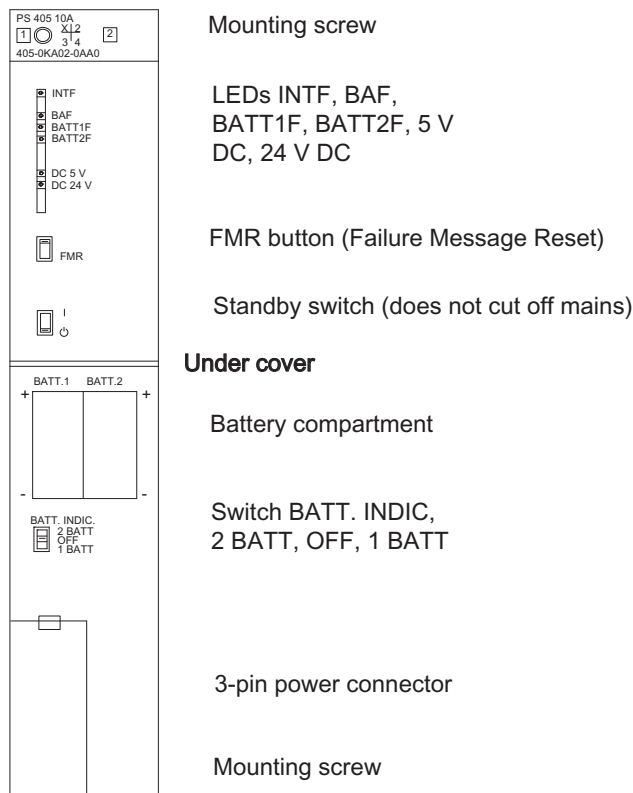 PS 405 10A
1 X 2 2
3 4
405-0KA02-0AA0
Mounting screw
INTF
BAF
BATT1F
BATT2F
DC 5 V
DC 24 V
LEDs INTF, BAF,
BATT1F, BATT2F, 5 V
DC, 24 V DC
FMR
FMR button (Failure Message Reset)
I
Standby switch (does not cut off mains)
Under cover
BATT.1 BATT.2
+ +
Battery compartment
- -
BATT. INDIC.
2 BATT
OFF
1 BATT
Switch BATT. INDIC,
2 BATT, OFF, 1 BATT
3-pin power connector
Mounting screw